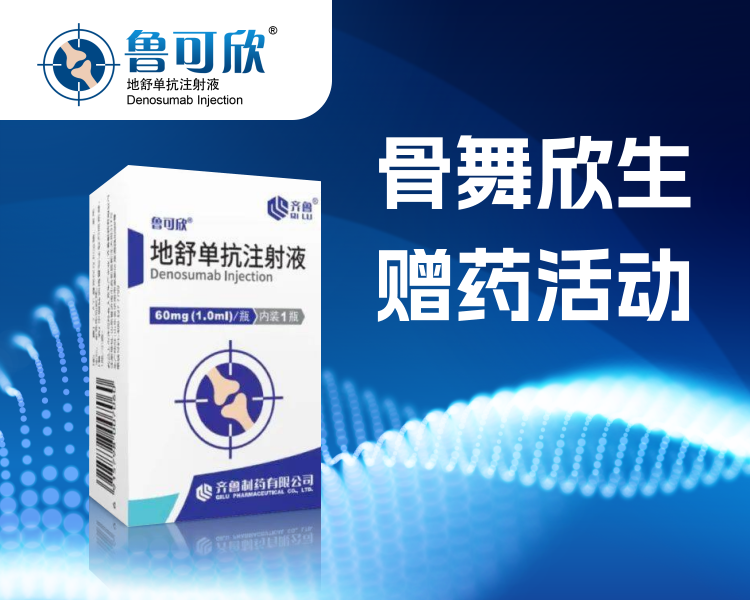 鲁可欣®
地舒单抗注射液
Denosumab Injection
骨舞欣生
赠药活动
鲁可欣®
齐鲁®
QILU
地舒单抗注射液
Denosumab Injection
60mg (1.0ml)/瓶 内装1瓶
齐鲁制药有限公司
QILU PHARMACEUTICAL Co., LTD.